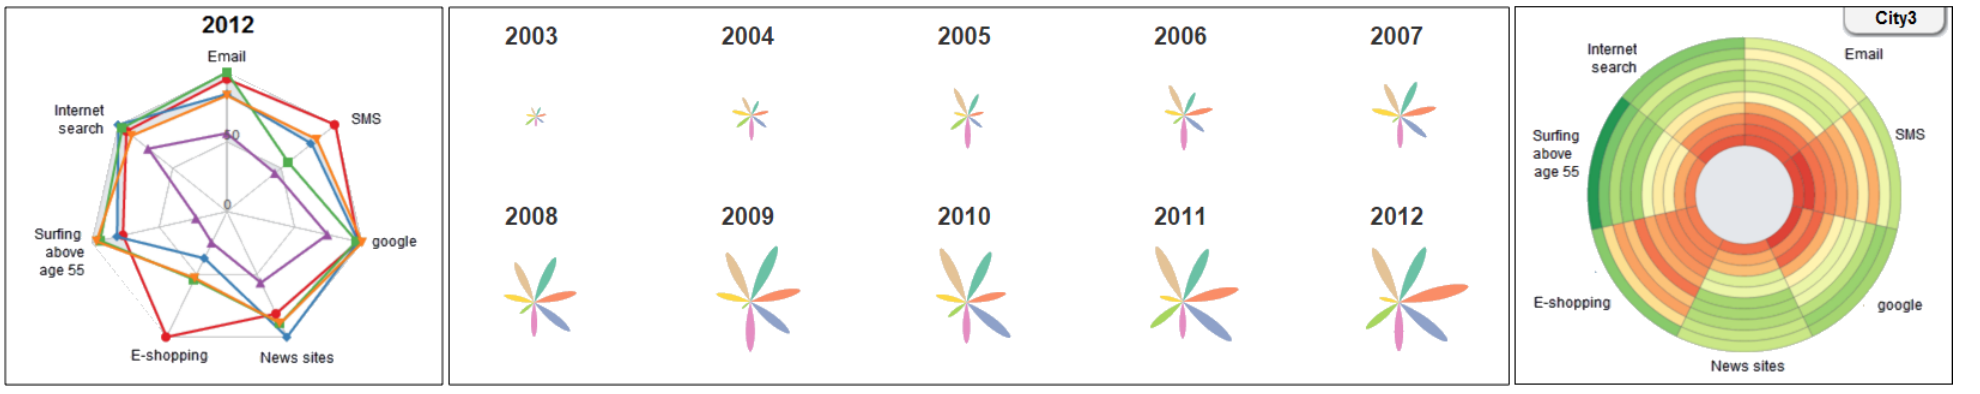 2012
Email
Internet
search
SMS
50
0
Surfing
above
age 55
google
E-shopping
News sites
2003
2004
2005
2006
2007
2008
2009
2010
2011
2012
City3
Internet
search
Email
Surfing
above
age 55
SMS
E-shopping
google
News sites